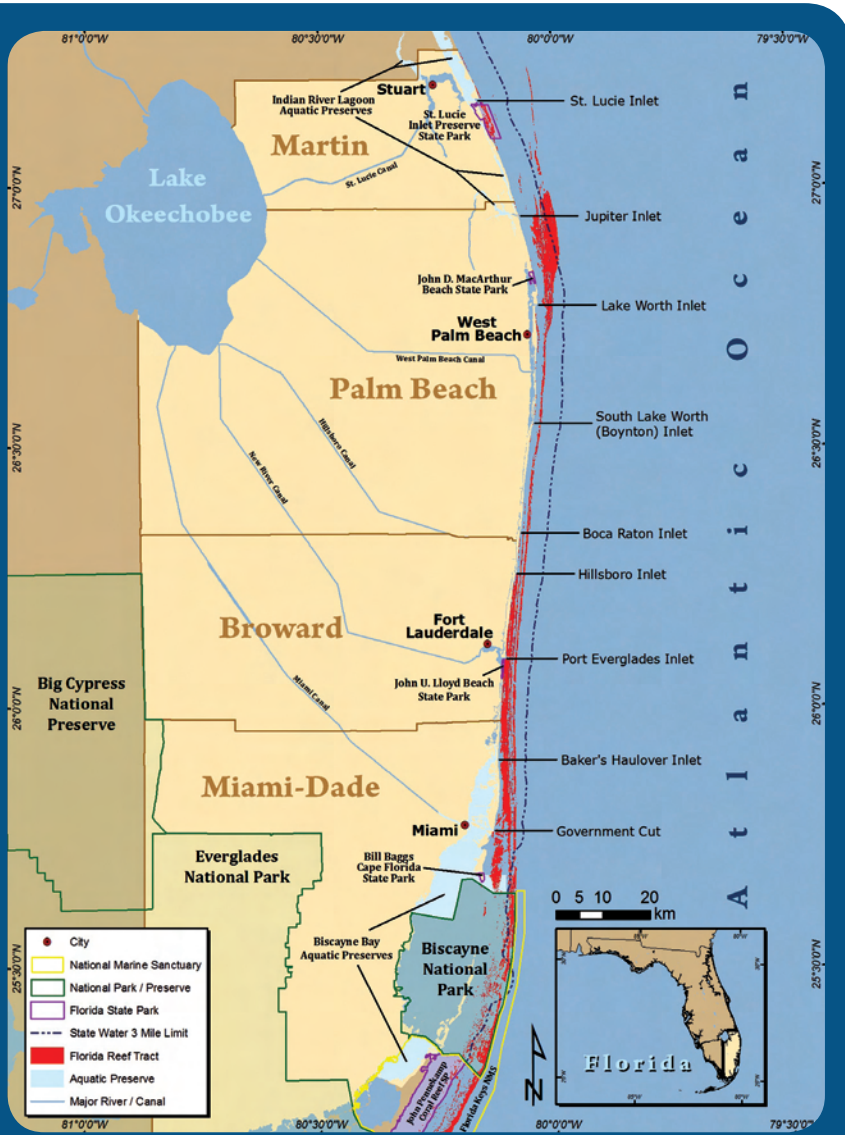 81°0'0"W
80°30'0"W
80°0'0"W
79°30'0"W
Stuart
Indian River Lagoon
Aquatic Preserves
St. Lucie
Inlet Preserve
State Park
St. Lucie Inlet
Martin
St. Lucie Canal
Lake
Okeechobee
27°0'0"N
27°0'0"N
Jupiter Inlet
John D. MacArthur
Beach State Park
Lake Worth Inlet
West
Palm Beach
West Palm Beach Canal
Palm Beach
South Lake Worth
(Boynton) Inlet
Hillsboro Canal
New River Canal
26°30'0"N
26°30'0"N
Boca Raton Inlet
Hillsboro Inlet
Broward
Fort
Lauderdale
Port Everglades Inlet
John U. Lloyd Beach
State Park
Miami Canal
Big Cypress
National
Preserve
26°0'0"N
26°0'0"N
Baker's Haulover Inlet
Miami-Dade
Miami
Government Cut
Bill Baggs
Cape Florida
State Park
Everglades
National Park
Atlantic Ocean
Biscayne Bay
Aquatic Preserves
Biscayne
National
Park
25°30'0"N
25°30'0"N
John Pennekamp
Coral Reef SP
Florida Keys NMS
0 5 10 20
km
N
City
National Marine Sanctuary
National Park / Preserve
Florida State Park
State Water 3 Mile Limit
Florida Reef Tract
Aquatic Preserve
Major River / Canal
Florida
81°0'0"W
80°30'0"W
80°0'0"W
79°30'0"W